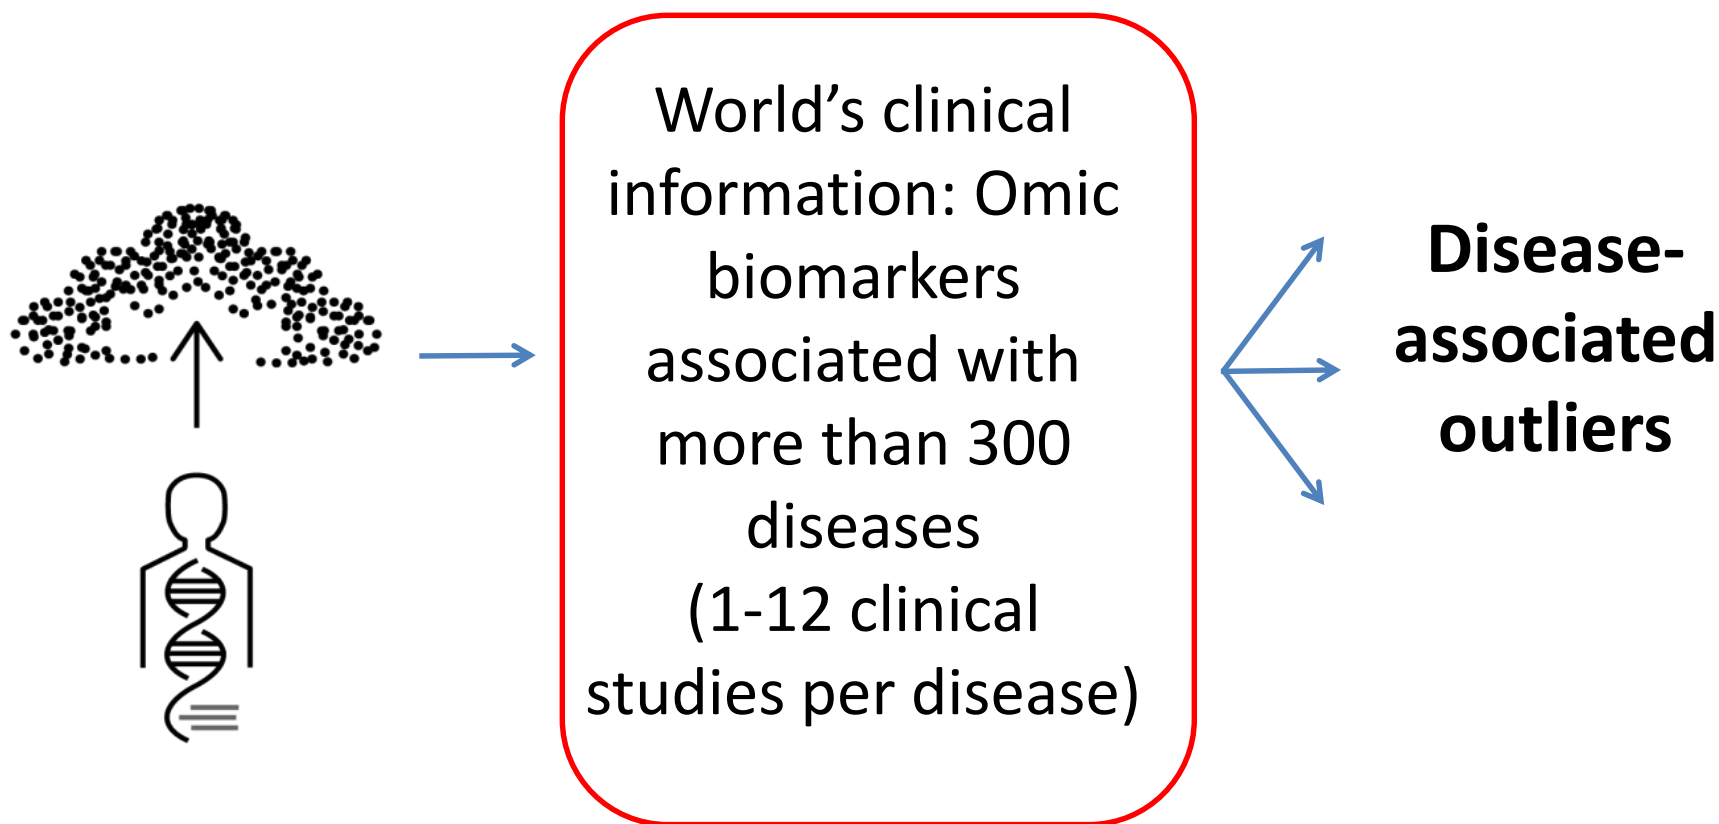 World’s clinical
information: Omic
biomarkers
associated with
more than 300
diseases
(1-12 clinical
studies per disease)
Disease-
associated
outliers